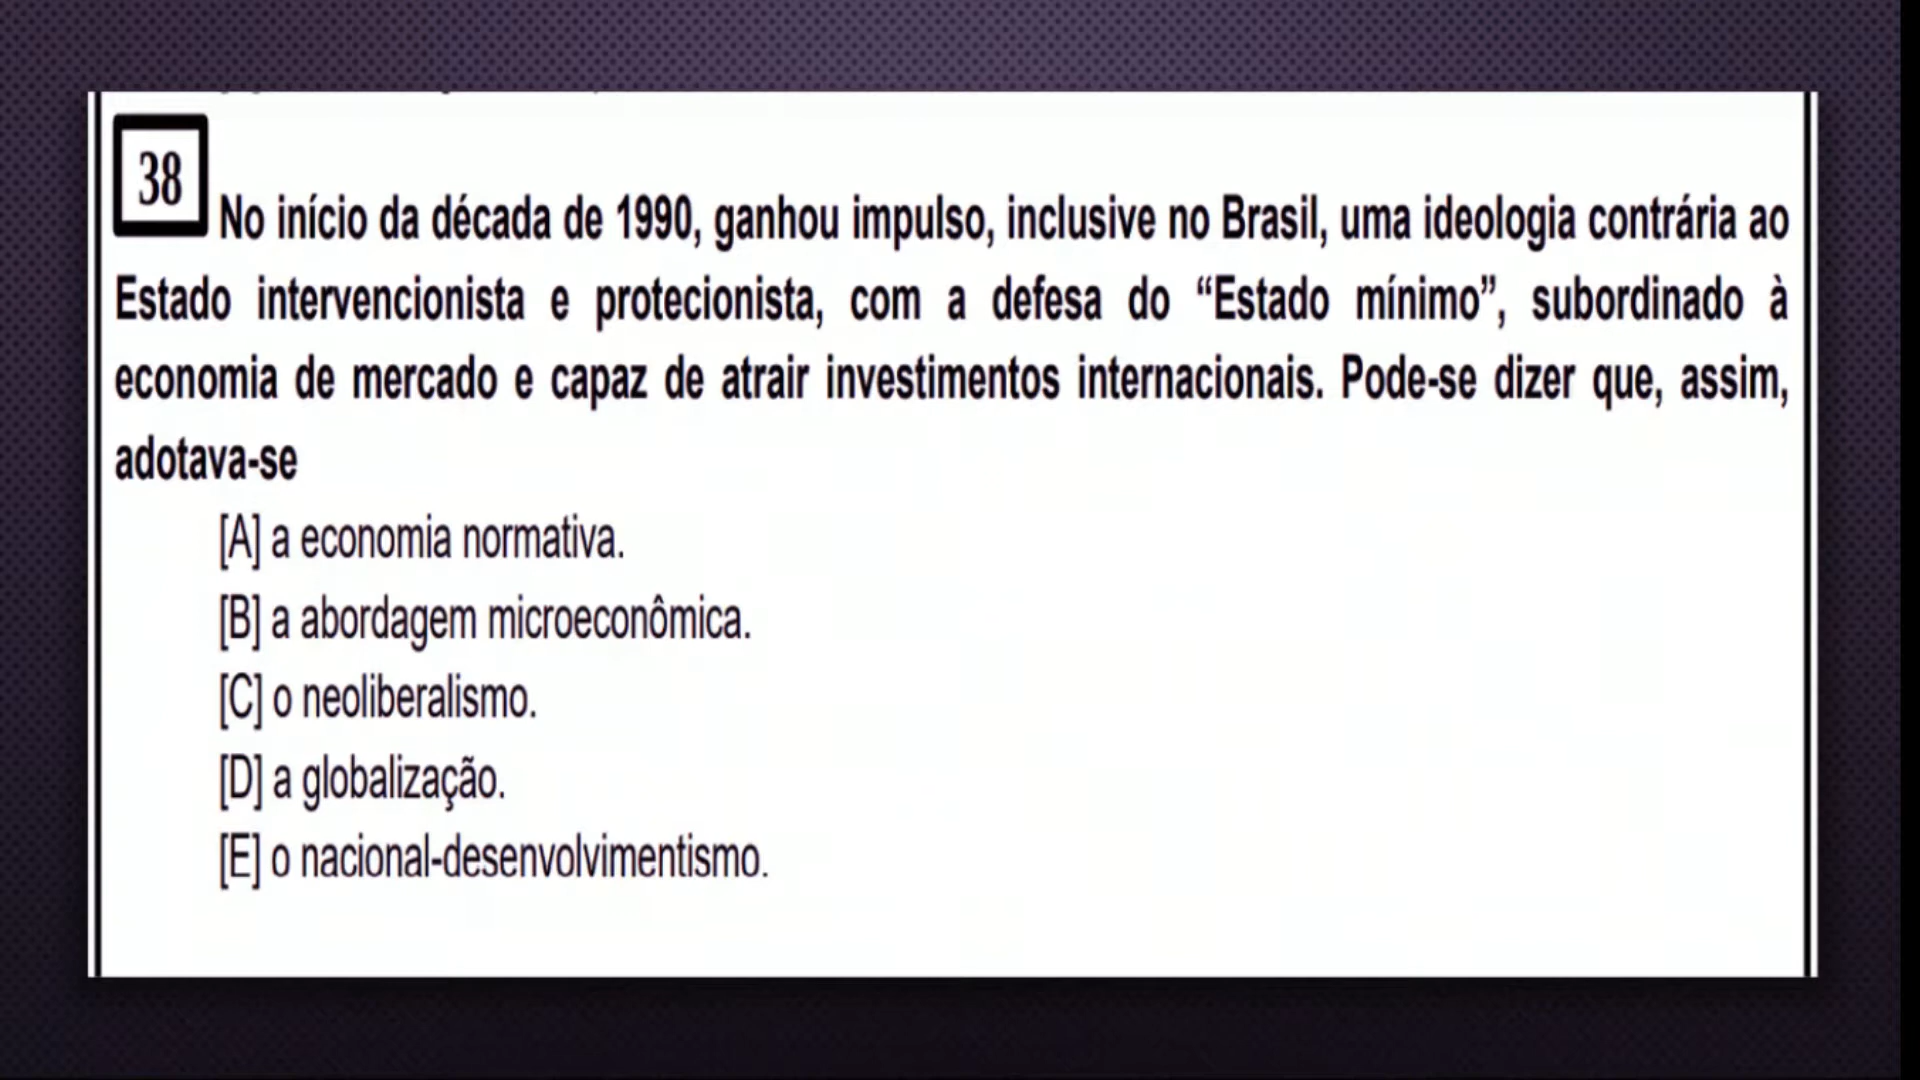 38
No início da década de 1990, ganhou impulso, inclusive no Brasil, uma ideologia contrária ao
Estado intervencionista e protecionista, com a defesa do “Estado mínimo”, subordinado à
economia de mercado e capaz de atrair investimentos internacionais. Pode-se dizer que, assim,
adotava-se
[A] a economia normativa.
[B] a abordagem microeconômica.
[C] o neoliberalismo.
[D] a globalização.
[E] o nacional-desenvolvimentismo.